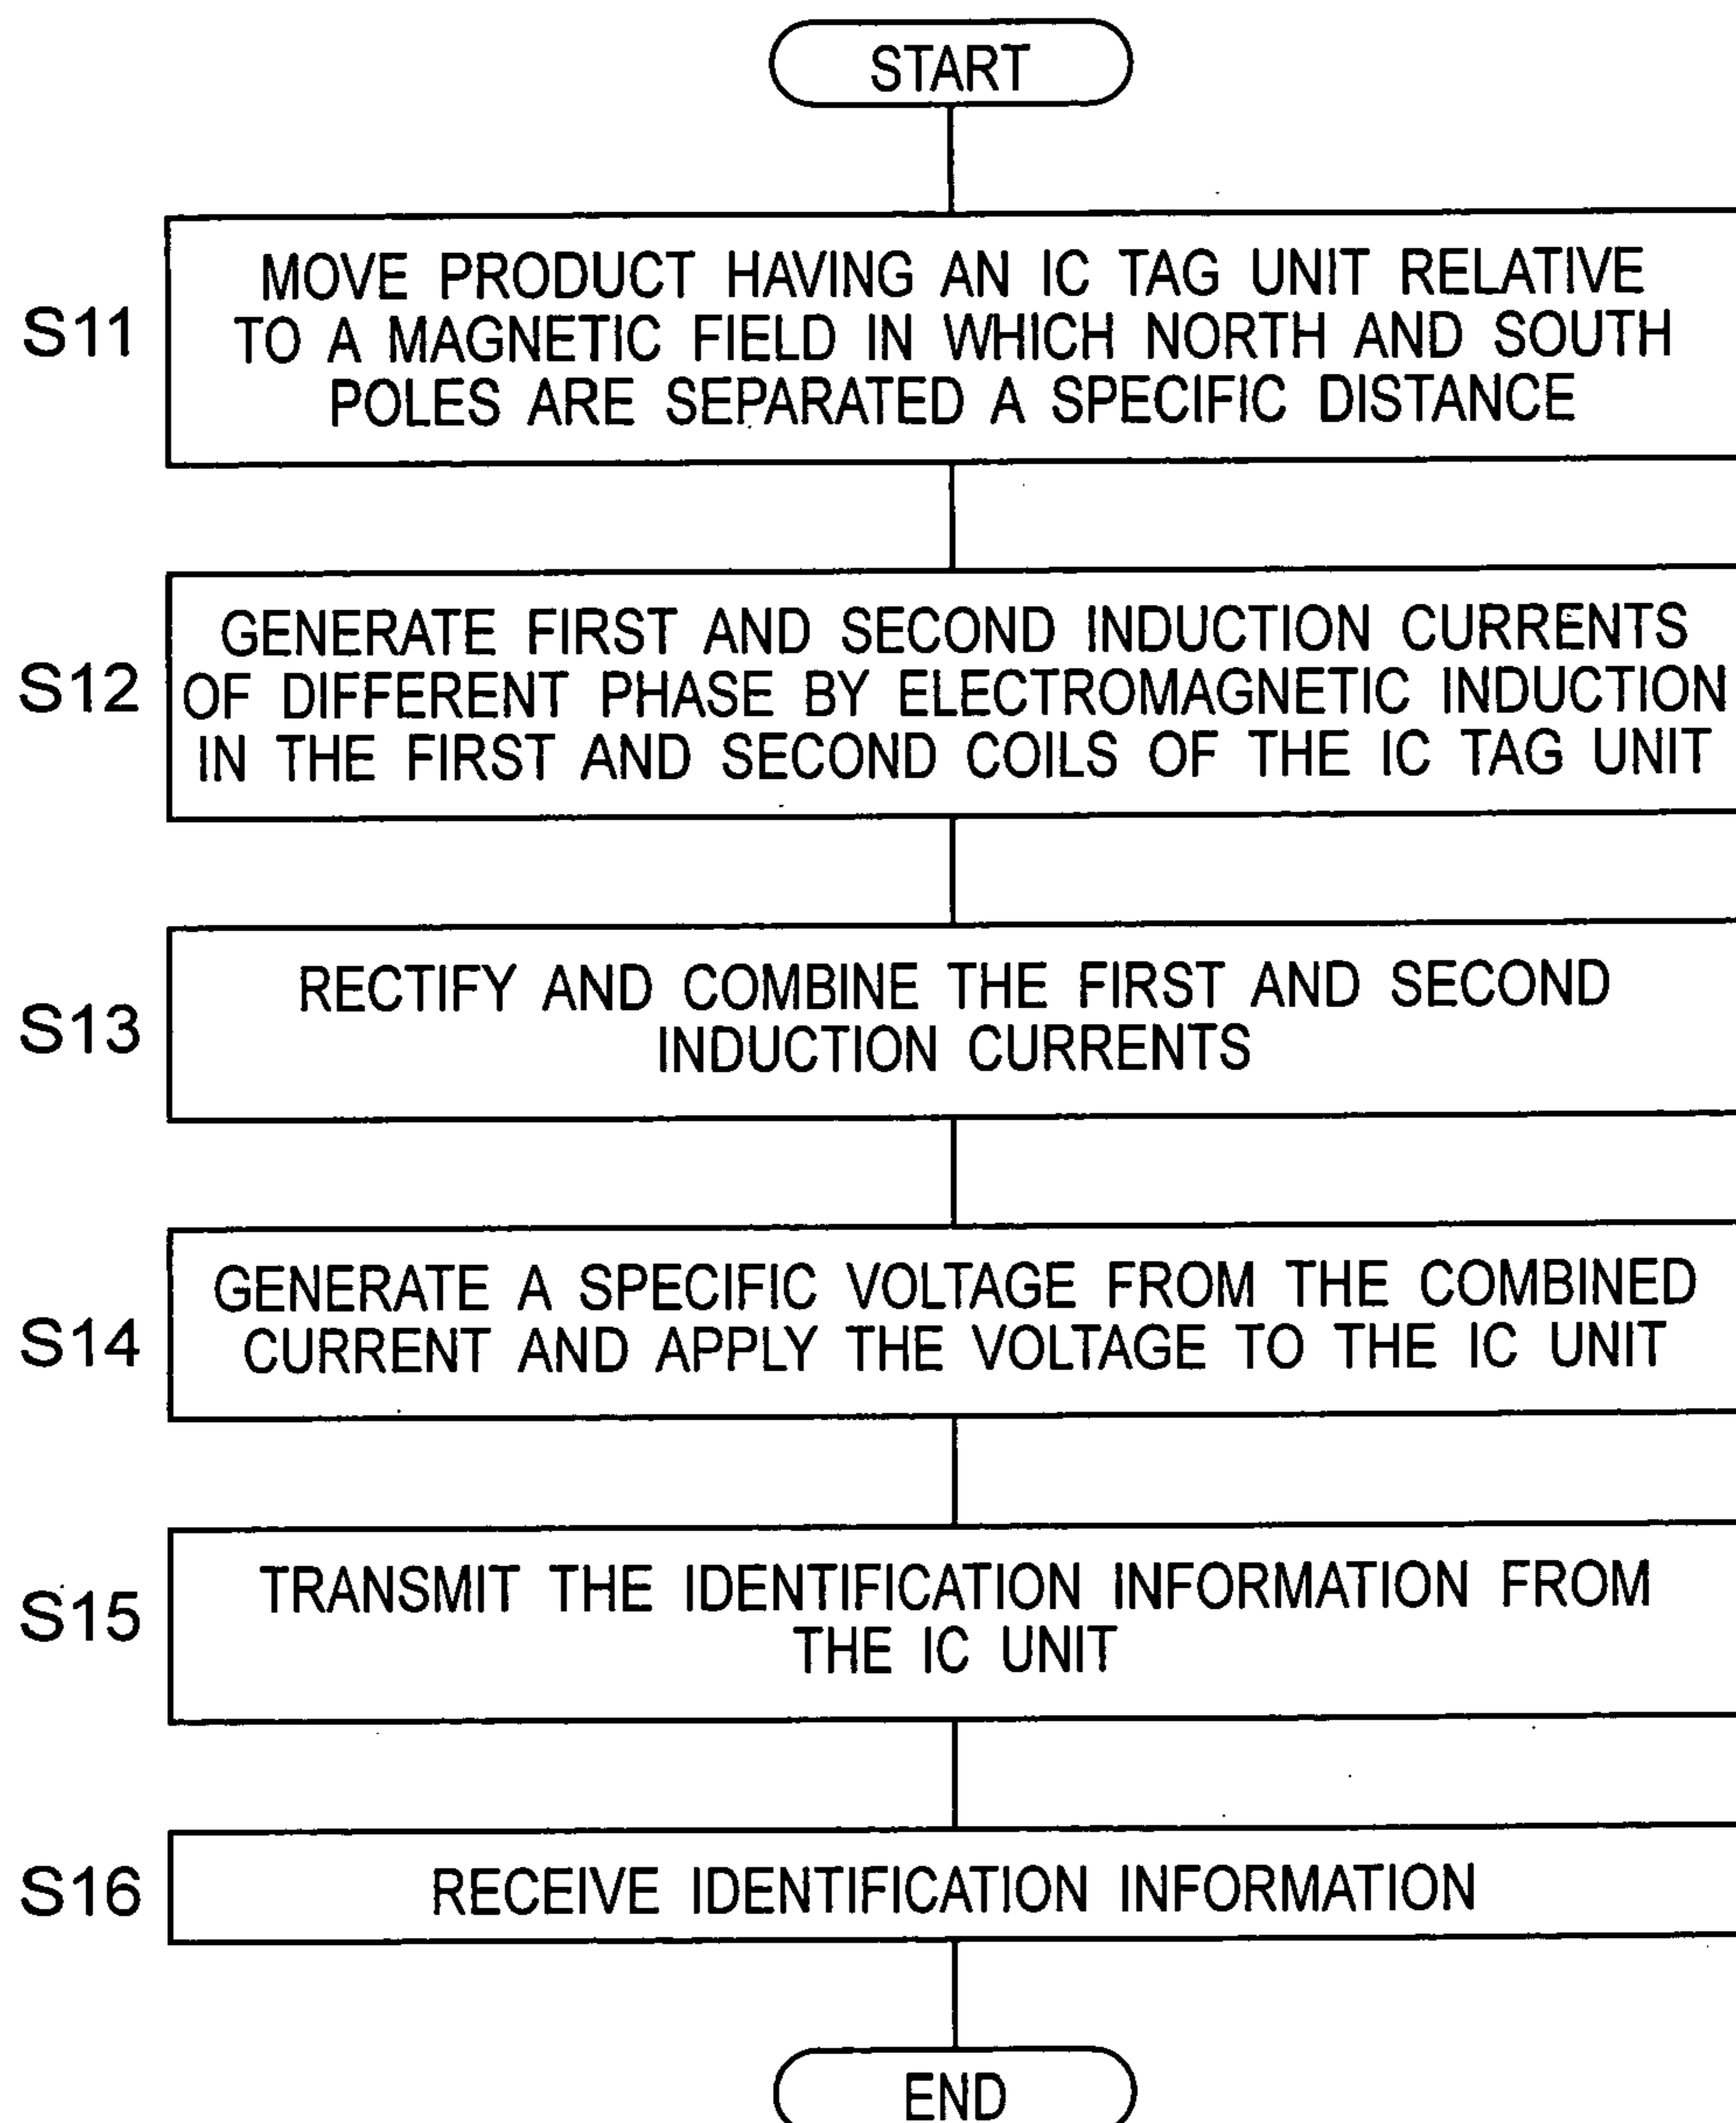 START
S11
MOVE PRODUCT HAVING AN IC TAG UNIT RELATIVE
TO A MAGNETIC FIELD IN WHICH NORTH AND SOUTH
POLES ARE SEPARATED A SPECIFIC DISTANCE
S12
GENERATE FIRST AND SECOND INDUCTION CURRENTS
OF DIFFERENT PHASE BY ELECTROMAGNETIC INDUCTION
IN THE FIRST AND SECOND COILS OF THE IC TAG UNIT
S13
RECTIFY AND COMBINE THE FIRST AND SECOND
INDUCTION CURRENTS
S14
GENERATE A SPECIFIC VOLTAGE FROM THE COMBINED
CURRENT AND APPLY THE VOLTAGE TO THE IC UNIT
S15
TRANSMIT THE IDENTIFICATION INFORMATION FROM
THE IC UNIT
S16
RECEIVE IDENTIFICATION INFORMATION
END